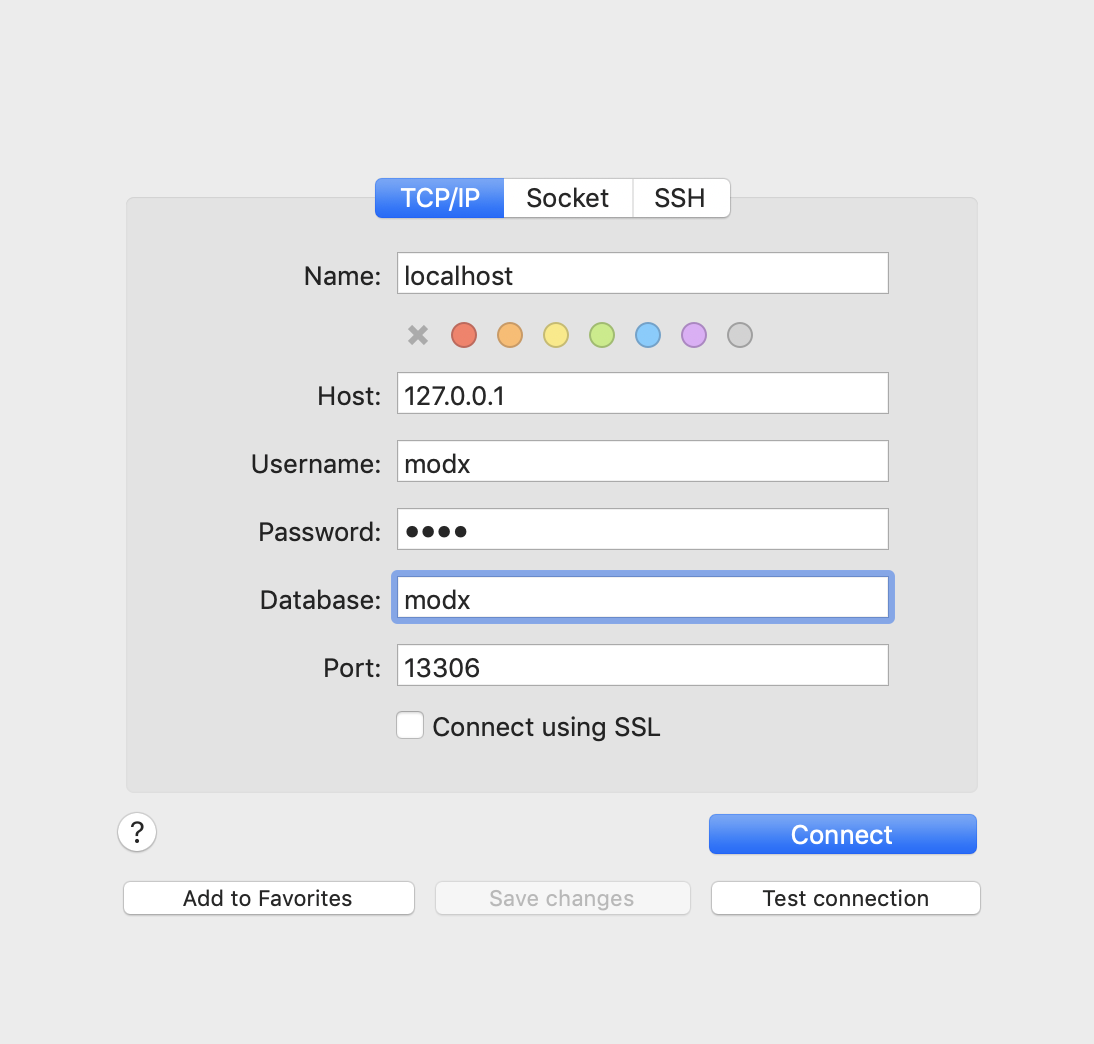 TCP/IP Socket SSH
Name: localhost
Host: 127.0.0.1
Username: modx
Password: ••••
Database: modx
Port: 13306
Connect using SSL
? Connect
Add to Favorites Save changes Test connection